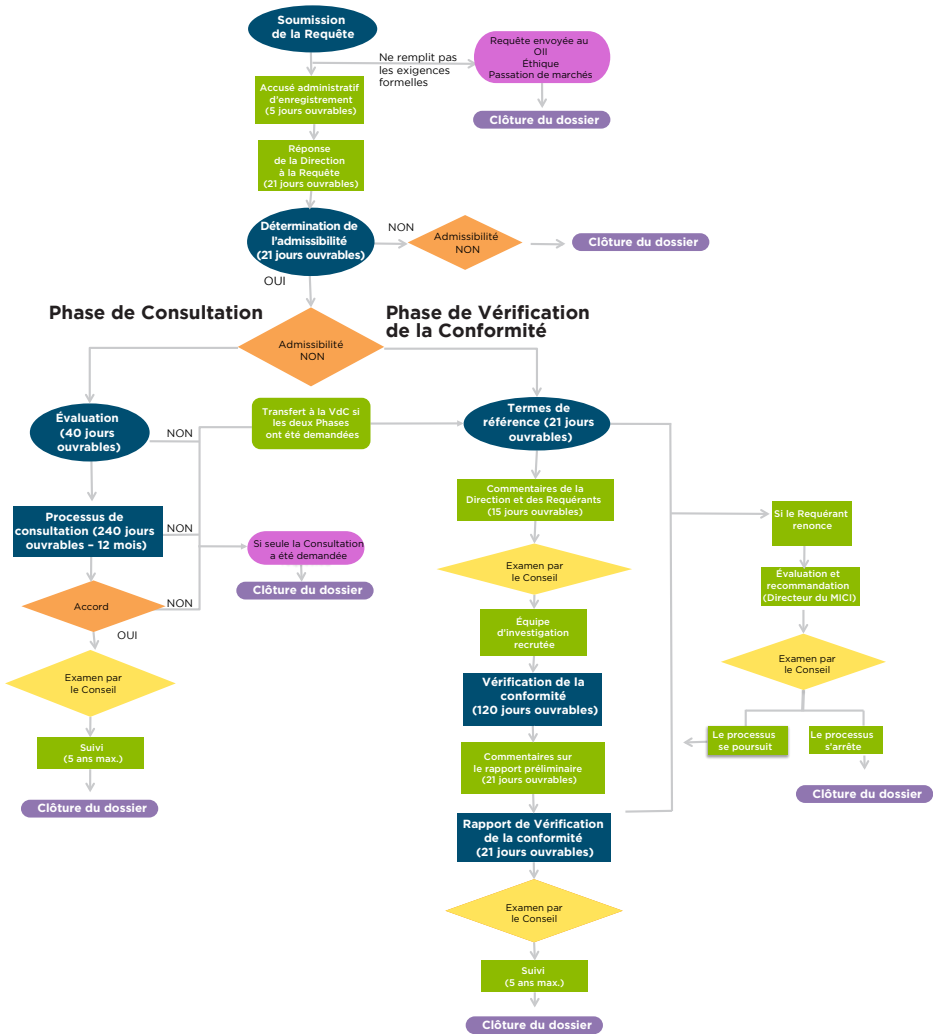 Soumission
de la Requête
Ne remplit pas
les exigences
formelles
Requête envoyée au
OII
Éthique
Passation de marchés
Clôture du dossier
Accusé administratif
d'enregistrement
(5 jours ouvrables)
Réponse
de la Direction
à la Requête
(21 jours ouvrables)
Détermination de
l'admissibilité
(21 jours ouvrables)
NON
Admissibilité
NON
Clôture du dossier
OUI
Phase de Consultation
Phase de Vérification
de la Conformité
Admissibilité
NON
Évaluation
(40 jours
ouvrables)
NON
Transfert à la VdC si
les deux Phases
ont été demandées
Termes de
référence (21 jours
ouvrables)
Processus de
consultation (240 jours
ouvrables – 12 mois)
NON
Si seule la Consultation
a été demandée
Clôture du dossier
Accord
NON
OUI
Examen par
le Conseil
Suivi
(5 ans max.)
Clôture du dossier
Commentaires de la
Direction et des Requérants
(15 jours ouvrables)
Examen par
le Conseil
Équipe
d'investigation
recrutée
Vérification de la
conformité
(120 jours ouvrables)
Commentaires sur
le rapport préliminaire
(21 jours ouvrables)
Rapport de Vérification
de la conformité
(21 jours ouvrables)
Examen par
le Conseil
Suivi
(5 ans max.)
Clôture du dossier
Si le Requérant
renonce
Évaluation et
recommandation
(Directeur du MICI)
Examen par
le Conseil
Le processus
se poursuit
Le processus
s'arrête
Clôture du dossier